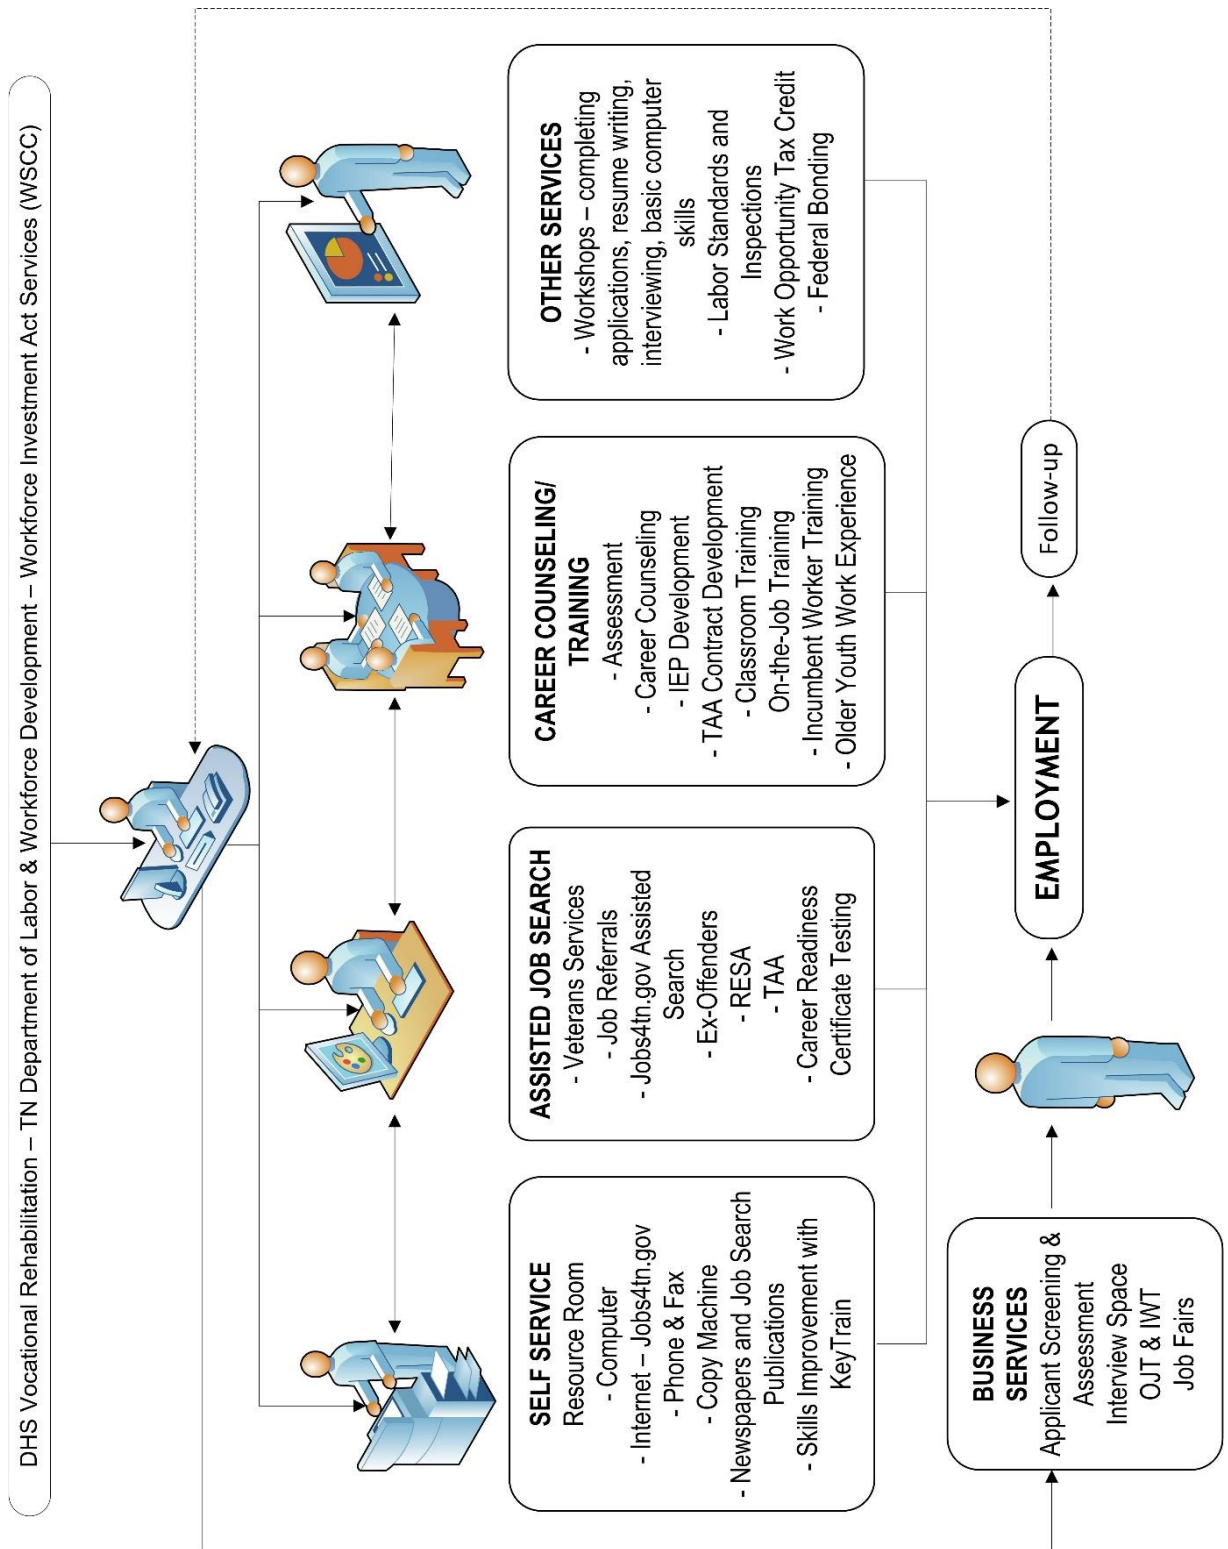 DHS Vocational Rehabilitation – TN Department of Labor & Workforce Development – Workforce Investment Act Services (WSCC)
SELF SERVICE
Resource Room
- Computer
- Internet – Jobs4tn.gov
- Phone & Fax
- Copy Machine
- Newspapers and Job Search
Publications
- Skills Improvement with
KeyTrain
ASSISTED JOB SEARCH
- Veterans Services
- Job Referrals
- Jobs4tn.gov Assisted
Search
- Ex-Offenders
- RESA
- TAA
- Career Readiness
Certificate Testing
CAREER COUNSELING/
TRAINING
- Assessment
- Career Counseling
- IEP Development
- TAA Contract Development
- Classroom Training
On-the-Job Training
- Incumbent Worker Training
- Older Youth Work Experience
OTHER SERVICES
- Workshops – completing
applications, resume writing,
interviewing, basic computer
skills
- Labor Standards and
Inspections
- Work Opportunity Tax Credit
- Federal Bonding
BUSINESS
SERVICES
Applicant Screening &
Assessment
Interview Space
OJT & IWT
Job Fairs
EMPLOYMENT
Follow-up